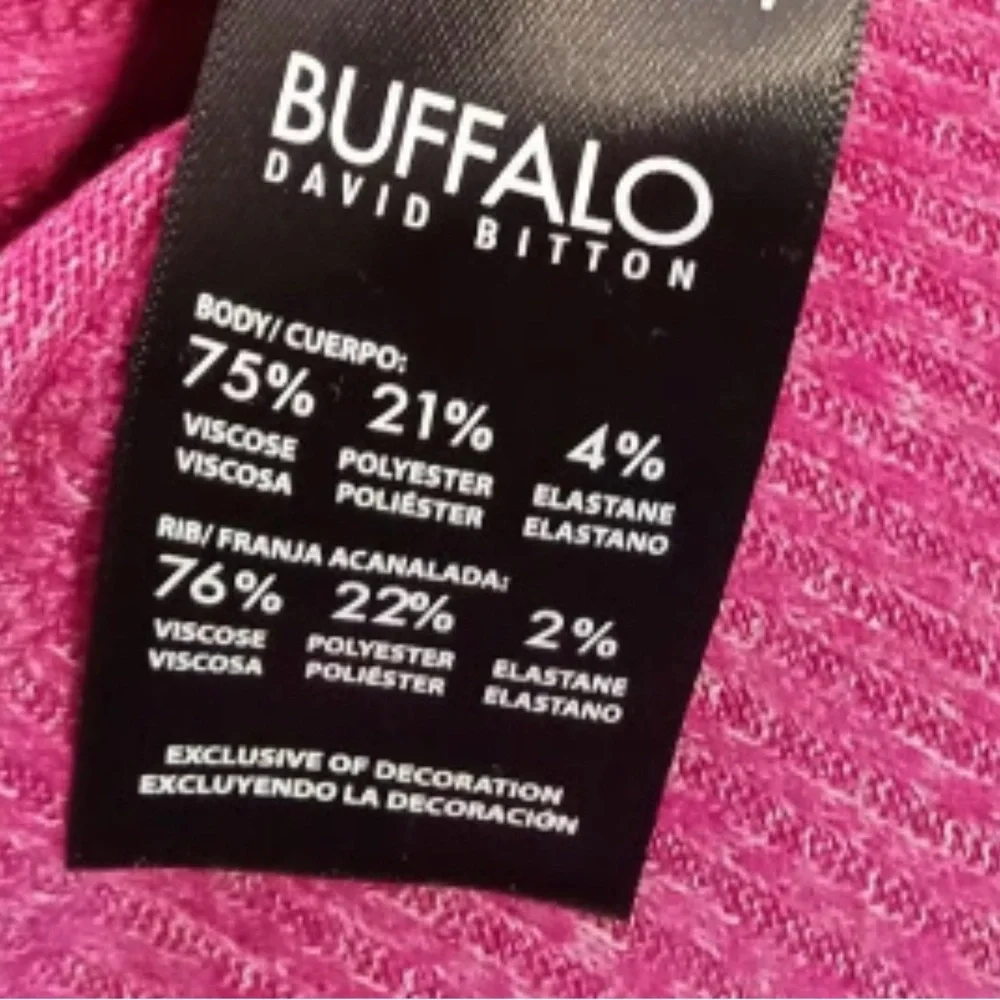 BUFFALO
DAVID BITTON
BODY/ CUERPO:
75% 21% 4%
VISCOSE POLYESTER ELASTANE
VISCOSA POLIÉSTER ELASTANO
RIB/ FRANJA ACANALADA:
76% 22% 2%
VISCOSE POLYESTER ELASTANE
VISCOSA POLIÉSTER ELASTANO
EXCLUSIVE OF DECORATION
EXCLUYENDO LA DECORACIÓN